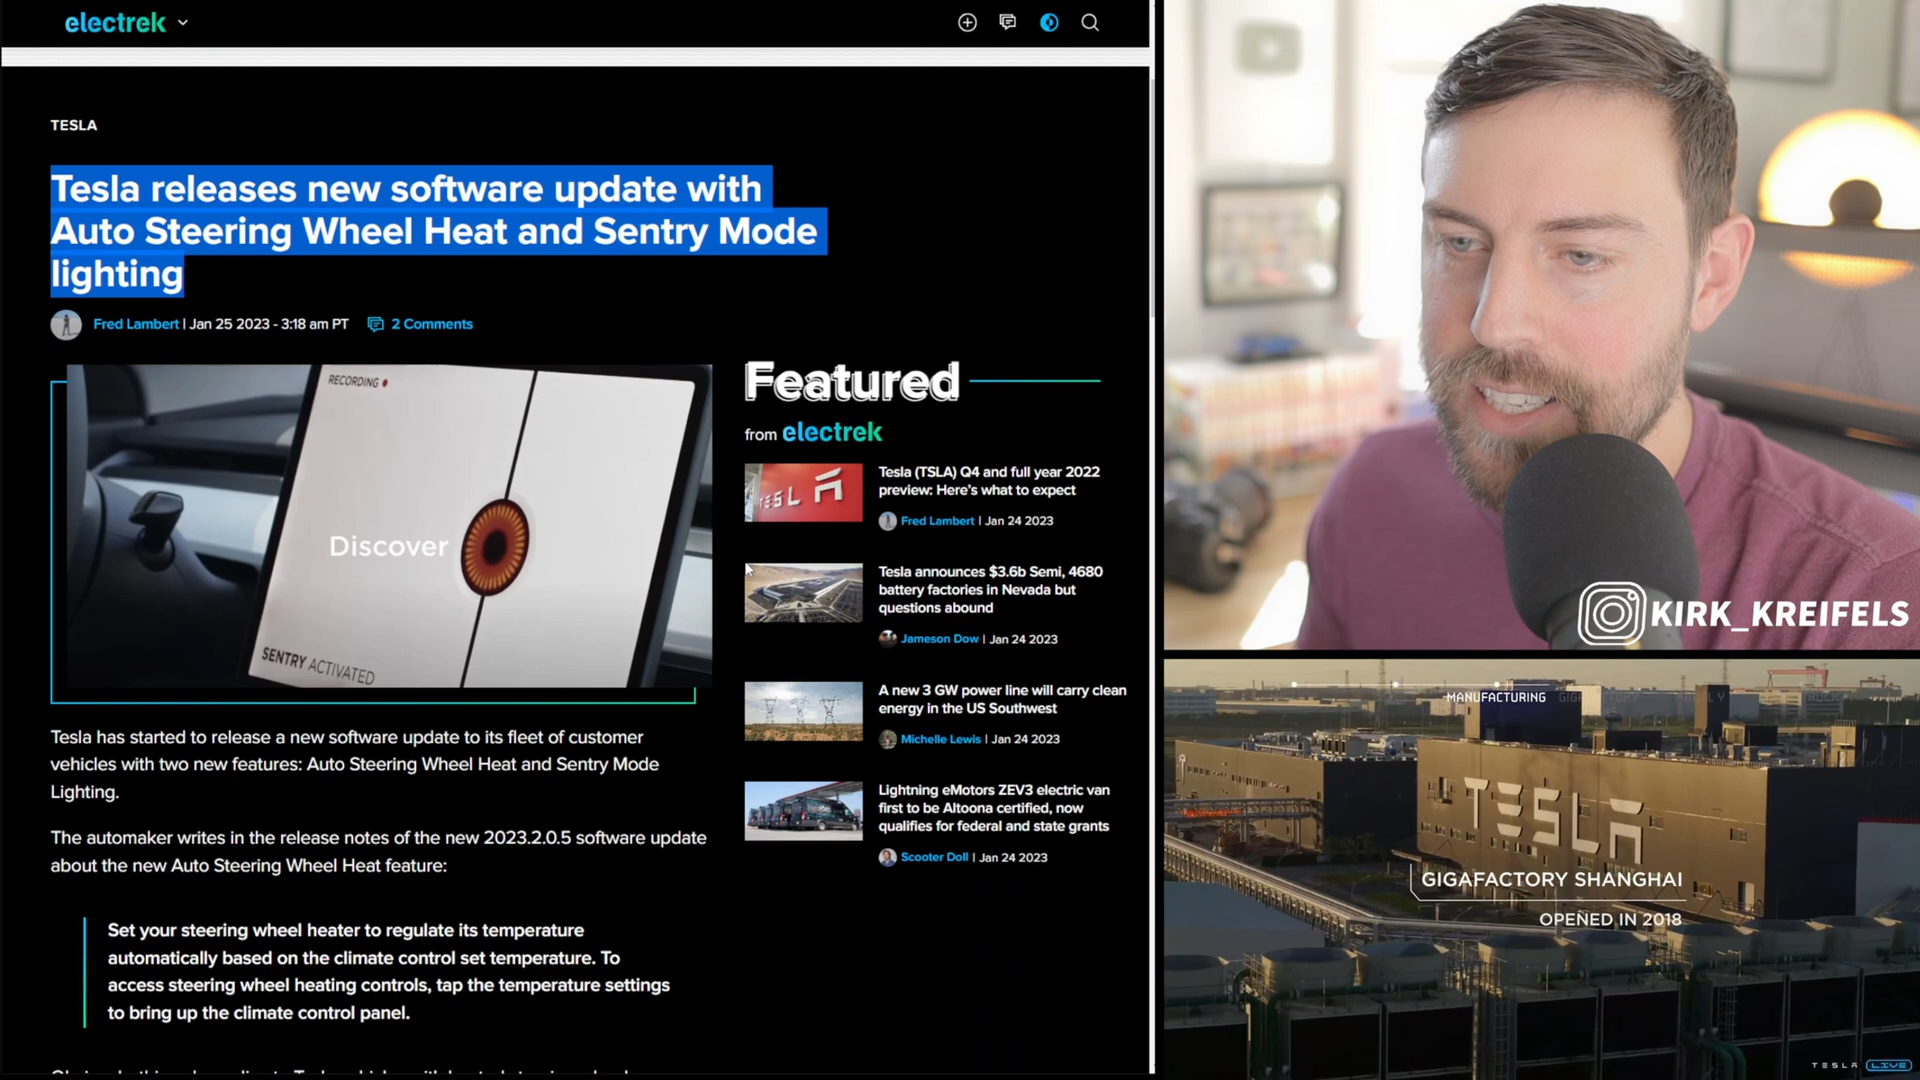 electrek
TESLA
Tesla releases new software update with
Auto Steering Wheel Heat and Sentry Mode
lighting
Fred Lambert | Jan 25 2023 - 3:18 am PT
2 Comments
RECORDING
Discover
SENTRY ACTIVATED
Tesla has started to release a new software update to its fleet of customer
vehicles with two new features: Auto Steering Wheel Heat and Sentry Mode
Lighting.
The automaker writes in the release notes of the new 2023.2.0.5 software update
about the new Auto Steering Wheel Heat feature:
Set your steering wheel heater to regulate its temperature
automatically based on the climate control set temperature. To
access steering wheel heating controls, tap the temperature settings
to bring up the climate control panel.
Featured
from electrek
TESLA
Tesla (TSLA) Q4 and full year 2022
preview: Here's what to expect
Fred Lambert | Jan 24 2023
Tesla announces $3.6b Semi, 4680
battery factories in Nevada but
questions abound
Jameson Dow | Jan 24 2023
A new 3 GW power line will carry clean
energy in the US Southwest
Michelle Lewis | Jan 24 2023
Lightning eMotors ZEV3 electric van
first to be Altoona certified, now
qualifies for federal and state grants
Scooter Doll | Jan 24 2023
KIRK_KREIFELS
MANUFACTURING
TESLA
GIGAFACTORY SHANGHAI
OPENED IN 2018
TESLA LIVE